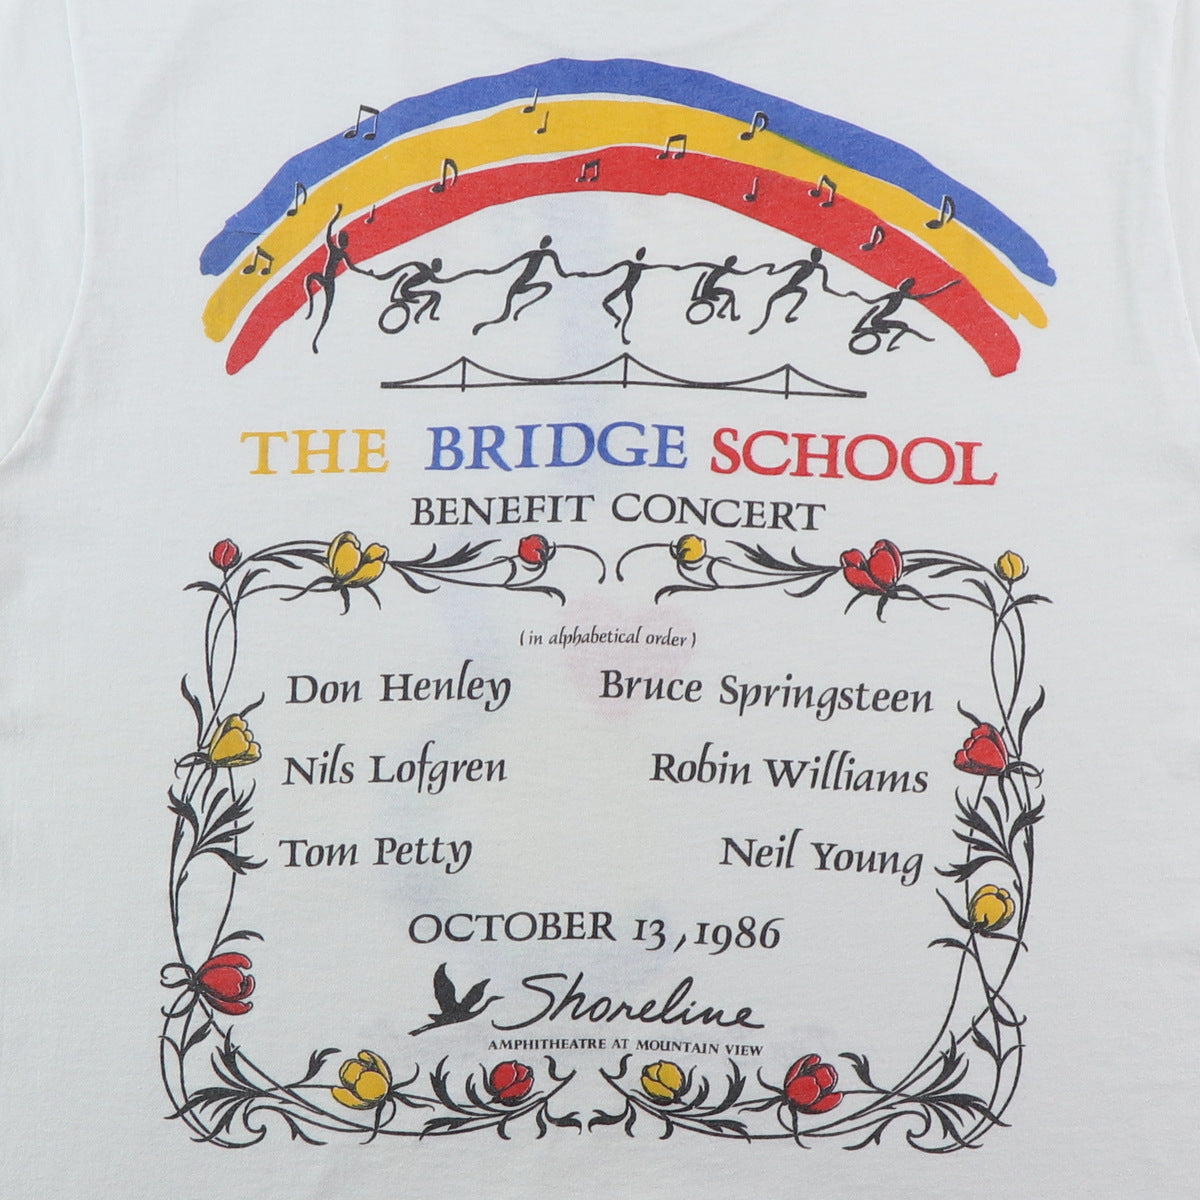 THE BRIDGE SCHOOL
BENEFIT CONCERT
(in alphabetical order)
Don Henley
Nils Lofgren
Tom Petty
Bruce Springsteen
Robin Williams
Neil Young
OCTOBER 13, 1986
Shoreline
AMPHITHEATRE AT MOUNTAIN VIEW